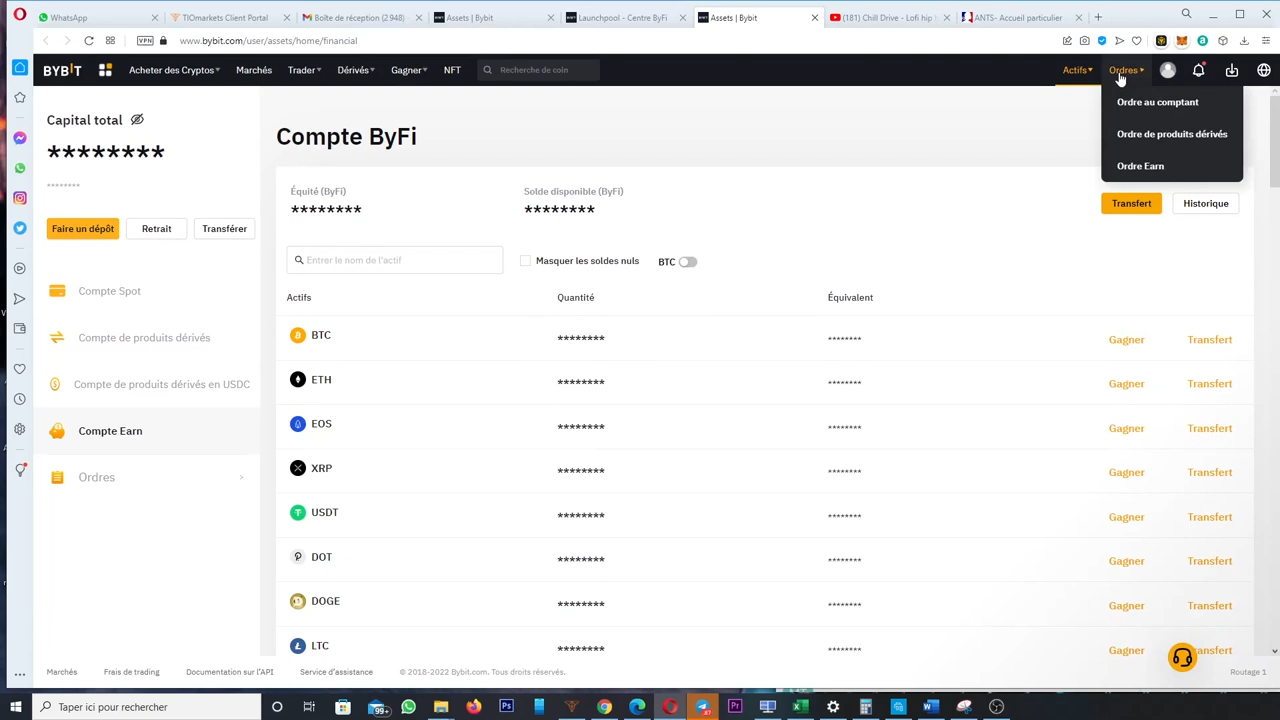 WhatsApp
TIOmarkets Client Portal
Boîte de réception (2 948)
Assets | Bybit
Launchpool - Centre ByFi
Assets | Bybit
(181) Chill Drive - Lofi hip
ANTS- Accueil particulier
VPN
www.bybit.com/user/assets/home/financial
BYBIT
Acheter des Cryptos
Marchés
Trader
Dérivés
Gagner
NFT
Recherche de coin
Actifs
Ordres
Ordre au comptant
Ordre de produits dérivés
Ordre Earn
Capital total
********
********
Faire un dépôt
Retrait
Transférer
Compte Spot
Compte de produits dérivés
Compte de produits dérivés en USDC
Compte Earn
Ordres
Compte ByFi
Équité (ByFi)
Solde disponible (ByFi)
********
********
Transfert
Historique
Entrer le nom de l'actif
Masquer les soldes nuls
BTC
Actifs
Quantité
Équivalent
BTC ******** ******** Gagner Transfert
ETH ******** ******** Gagner Transfert
EOS ******** ******** Gagner Transfert
XRP ******** ******** Gagner Transfert
USDT ******** ******** Gagner Transfert
DOT ******** ******** Gagner Transfert
DOGE ******** ******** Gagner Transfert
LTC ******** ******** Gagner Transfert
Marchés
Frais de trading
Documentation sur l'API
Service d'assistance
© 2018-2022 Bybit.com. Tous droits réservés.
Routage 1
Taper ici pour rechercher
99+